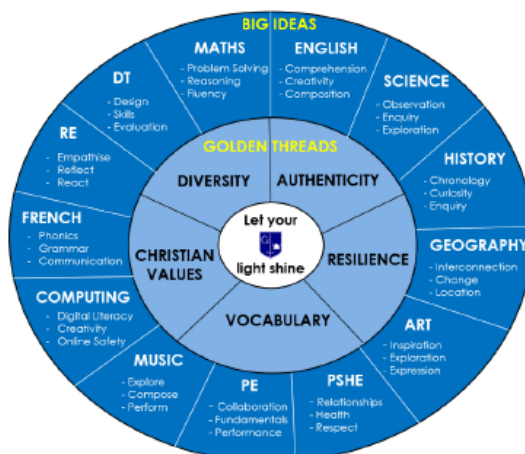 BIG IDEAS
MATHS
- Problem Solving
- Reasoning
- Fluency
ENGLISH
- Comprehension
- Creativity
- Composition
SCIENCE
- Observation
- Enquiry
- Exploration
HISTORY
- Chronology
- Curiosity
- Enquiry
GEOGRAPHY
- Interconnection
- Change
- Location
ART
- Inspiration
- Exploration
- Expression
PSHE
- Relationships
- Health
- Respect
PE
- Collaboration
- Fundamentals
- Performance
MUSIC
- Explore
- Compose
- Perform
COMPUTING
- Digital Literacy
- Creativity
- Online Safety
FRENCH
- Phonics
- Grammar
- Communication
RE
- Empathise
- Reflect
- React
DT
- Design
- Skills
- Evaluation
GOLDEN THREADS
DIVERSITY
AUTHENTICITY
RESILIENCE
VOCABULARY
CHRISTIAN
VALUES
Let your
G
light shine